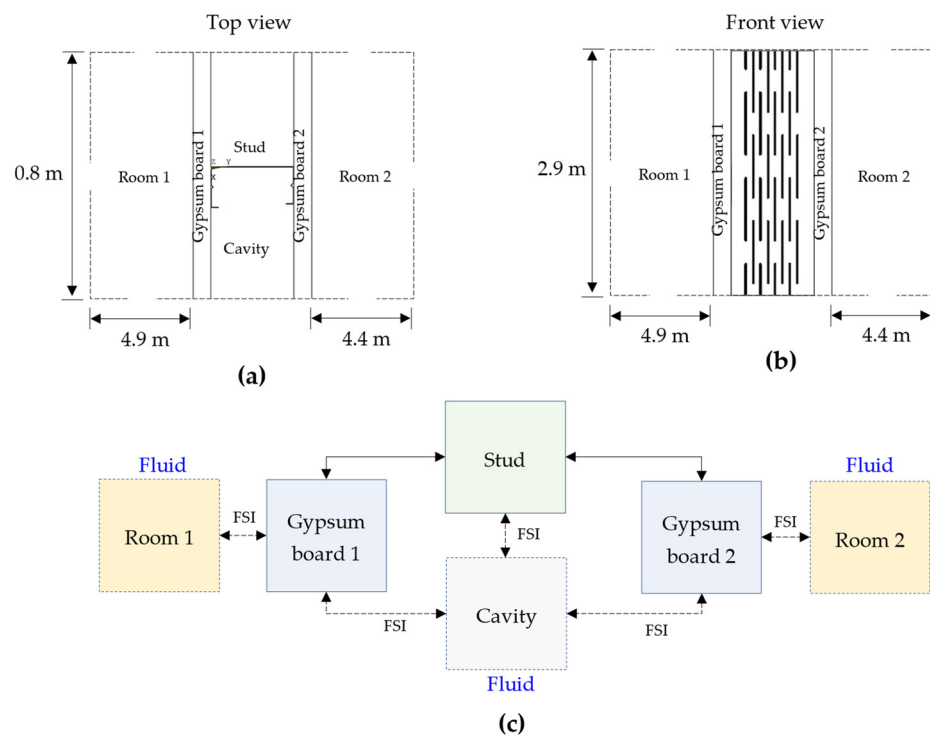 Top view
Gypsum board 1
Gypsum board 2
Stud
z
Y
X
0.8 m
Room 1
Room 2
Cavity
4.9 m
4.4 m
(a)
Front view
2.9 m
Room 1
Gypsum board 1
Gypsum board 2
Room 2
4.9 m
4.4 m
(b)
Stud
Fluid
Fluid
Room 1
FSI
Gypsum
board 1
FSI
Gypsum
board 2
FSI
Room 2
FSI
Cavity
FSI
Fluid
(c)